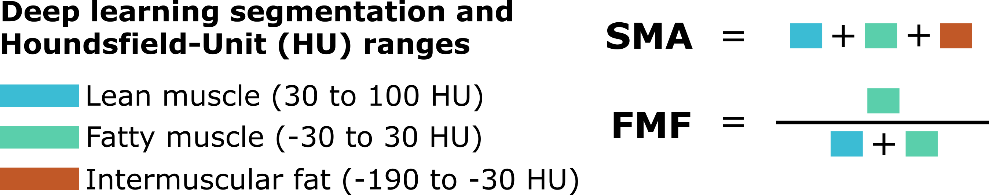 Deep learning segmentation and
Houndsfield-Unit (HU) ranges
Lean muscle (30 to 100 HU)
Fatty muscle (-30 to 30 HU)
Intermuscular fat (-190 to -30 HU)
SMA = + +
FMF =
+